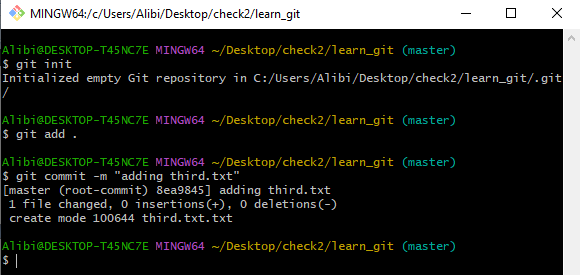 MINGW64:/c/Users/Alibi/Desktop/check2/learn_git
Alibi@DESKTOP-T45NC7E MINGW64 ~/Desktop/check2/learn_git (master)
$ git init
Initialized empty Git repository in C:/Users/Alibi/Desktop/check2/learn_git/.git
/
Alibi@DESKTOP-T45NC7E MINGW64 ~/Desktop/check2/learn_git (master)
$ git add .
Alibi@DESKTOP-T45NC7E MINGW64 ~/Desktop/check2/learn_git (master)
$ git commit -m "adding third.txt"
[master (root-commit) 8ea9845] adding third.txt
1 file changed, 0 insertions(+), 0 deletions(-)
create mode 100644 third.txt.txt
Alibi@DESKTOP-T45NC7E MINGW64 ~/Desktop/check2/learn_git (master)
$